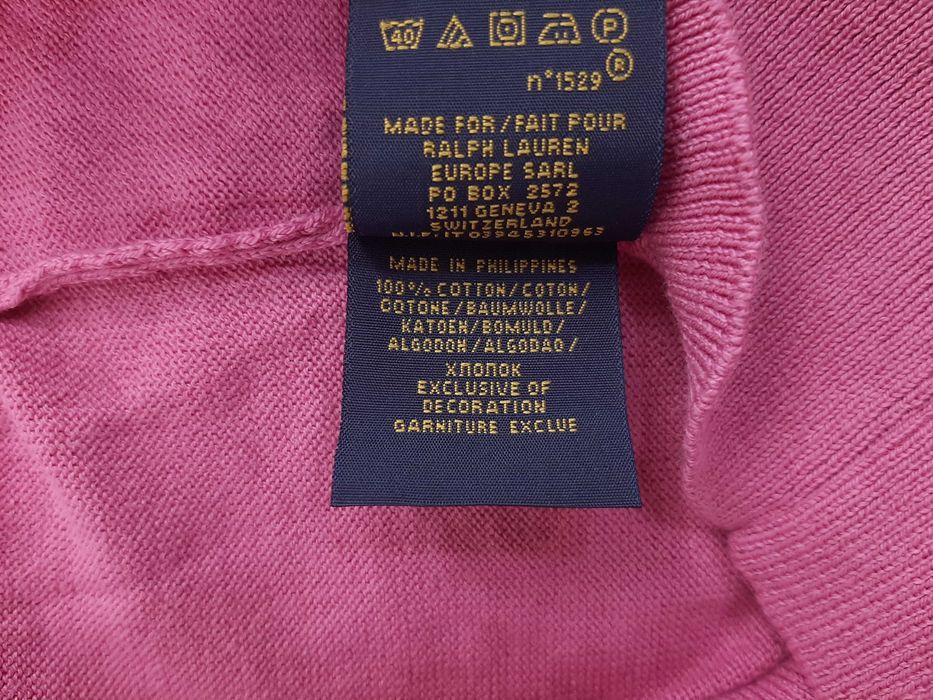 40 P
n°1529 ®
MADE FOR/FAIT POUR
RALPH LAUREN
EUROPE SARL
PO BOX 2572
1211 GENEVA 2
SWITZERLAND
MADE IN PHILIPPINES
100% COTTON/COTON/
COTONE/BAUMWOLLE/
KATOEN/BOMULD/
ALGODON/ALGODAO/
ХЛОПОК
EXCLUSIVE OF
DECORATION
GARNITURE EXCLUE